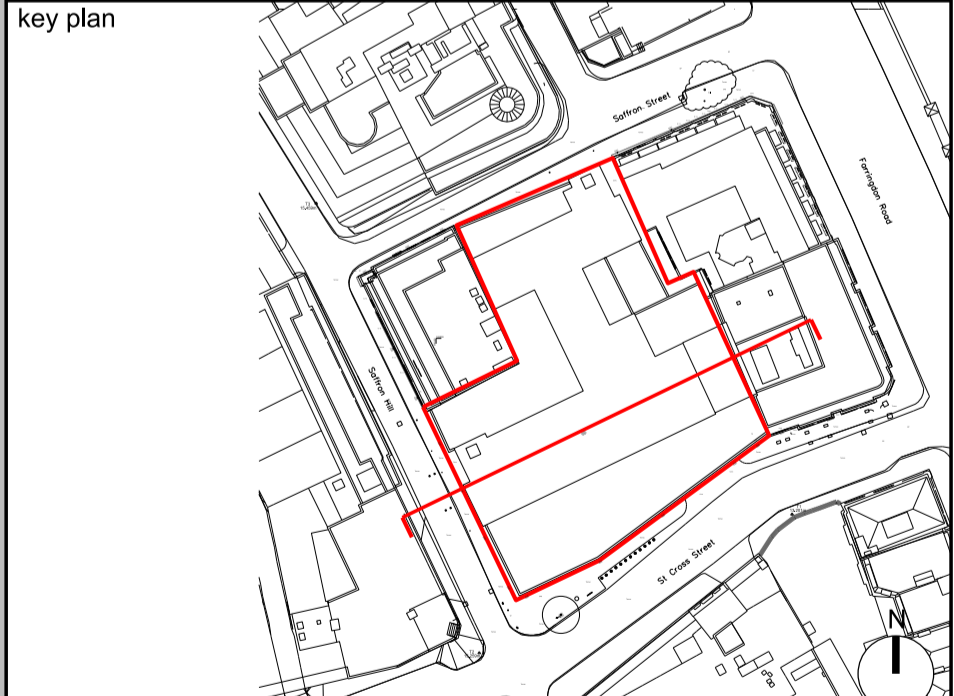 key plan
Saffron Street
Farringdon Road
Saffron Hill
St Cross Street
N